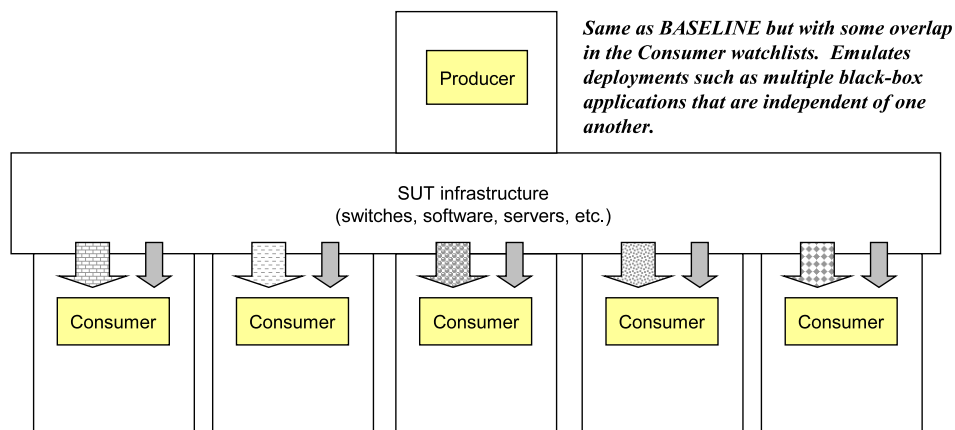 Same as BASELINE but with some overlap
in the Consumer watchlists. Emulates
deployments such as multiple black-box
applications that are independent of one
another.
Producer
SUT infrastructure
(switches, software, servers, etc.)
Consumer
Consumer
Consumer
Consumer
Consumer